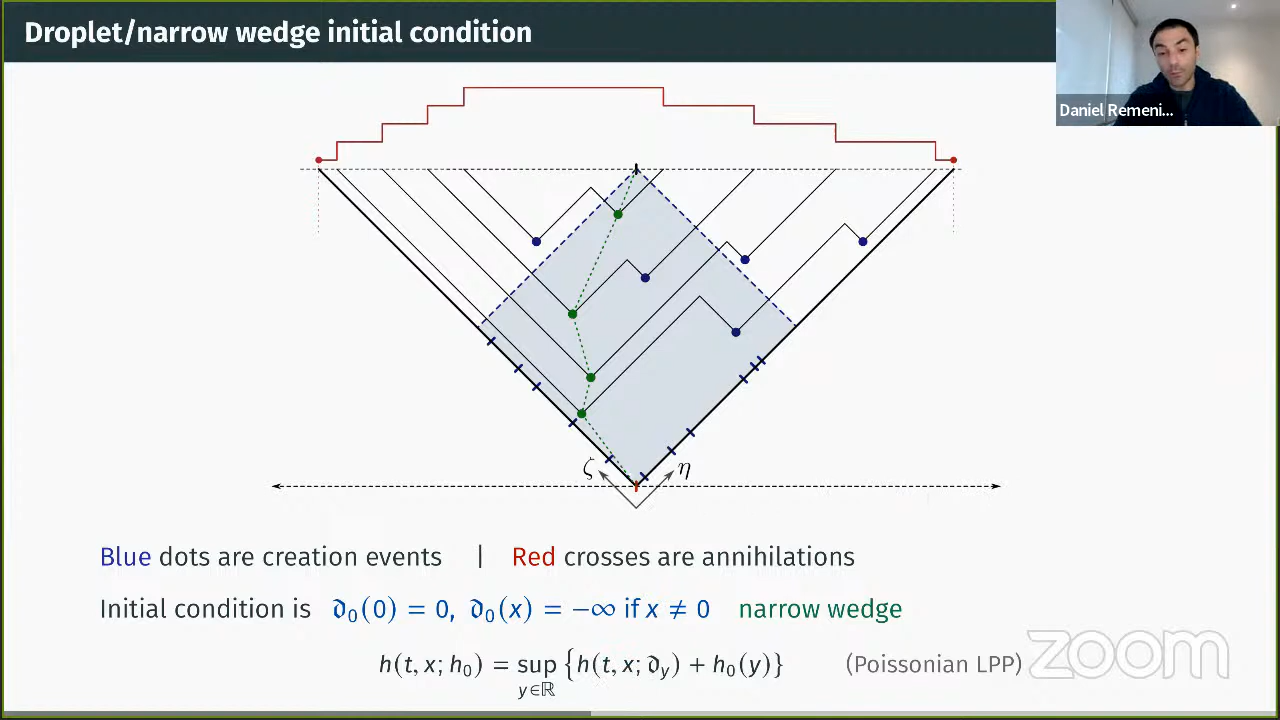 Droplet/narrow wedge initial condition
Daniel Remeni...
ζ
η
Blue dots are creation events | Red crosses are annihilations
Initial condition is 𝔡₀(0) = 0, 𝔡₀(x) = −∞ if x ≠ 0 narrow wedge
h(t, x; h₀) = sup {h(t, x; 𝔡_y) + h₀(y)} (Poissonian LPP)
y∈ℝ
zoom